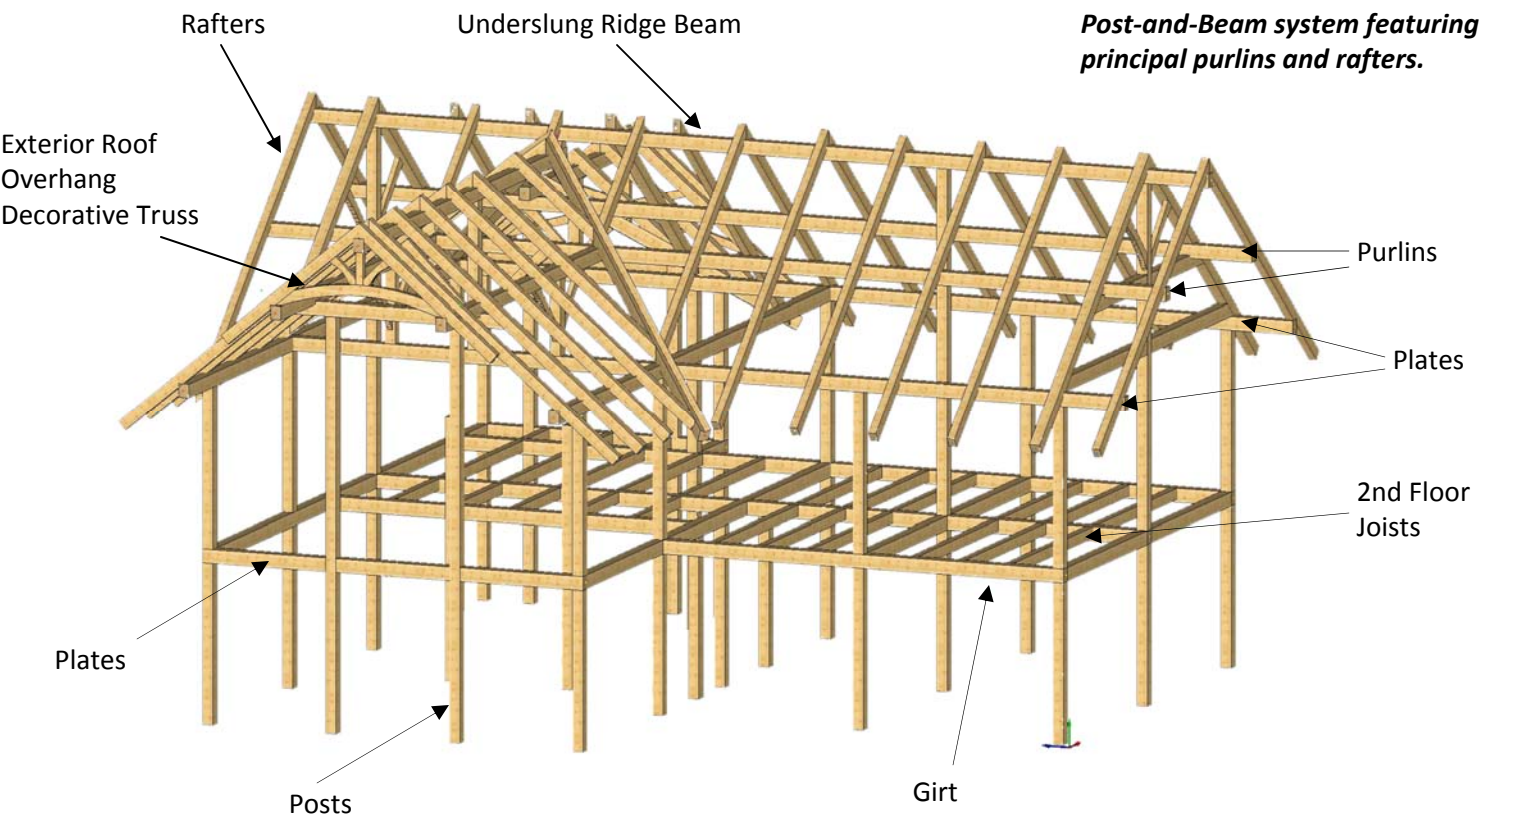 Rafters
Underslung Ridge Beam
Post-and-Beam system featuring
principal purlins and rafters.
Exterior Roof
Overhang
Decorative Truss
Purlins
Plates
2nd Floor
Joists
Plates
Posts
Girt